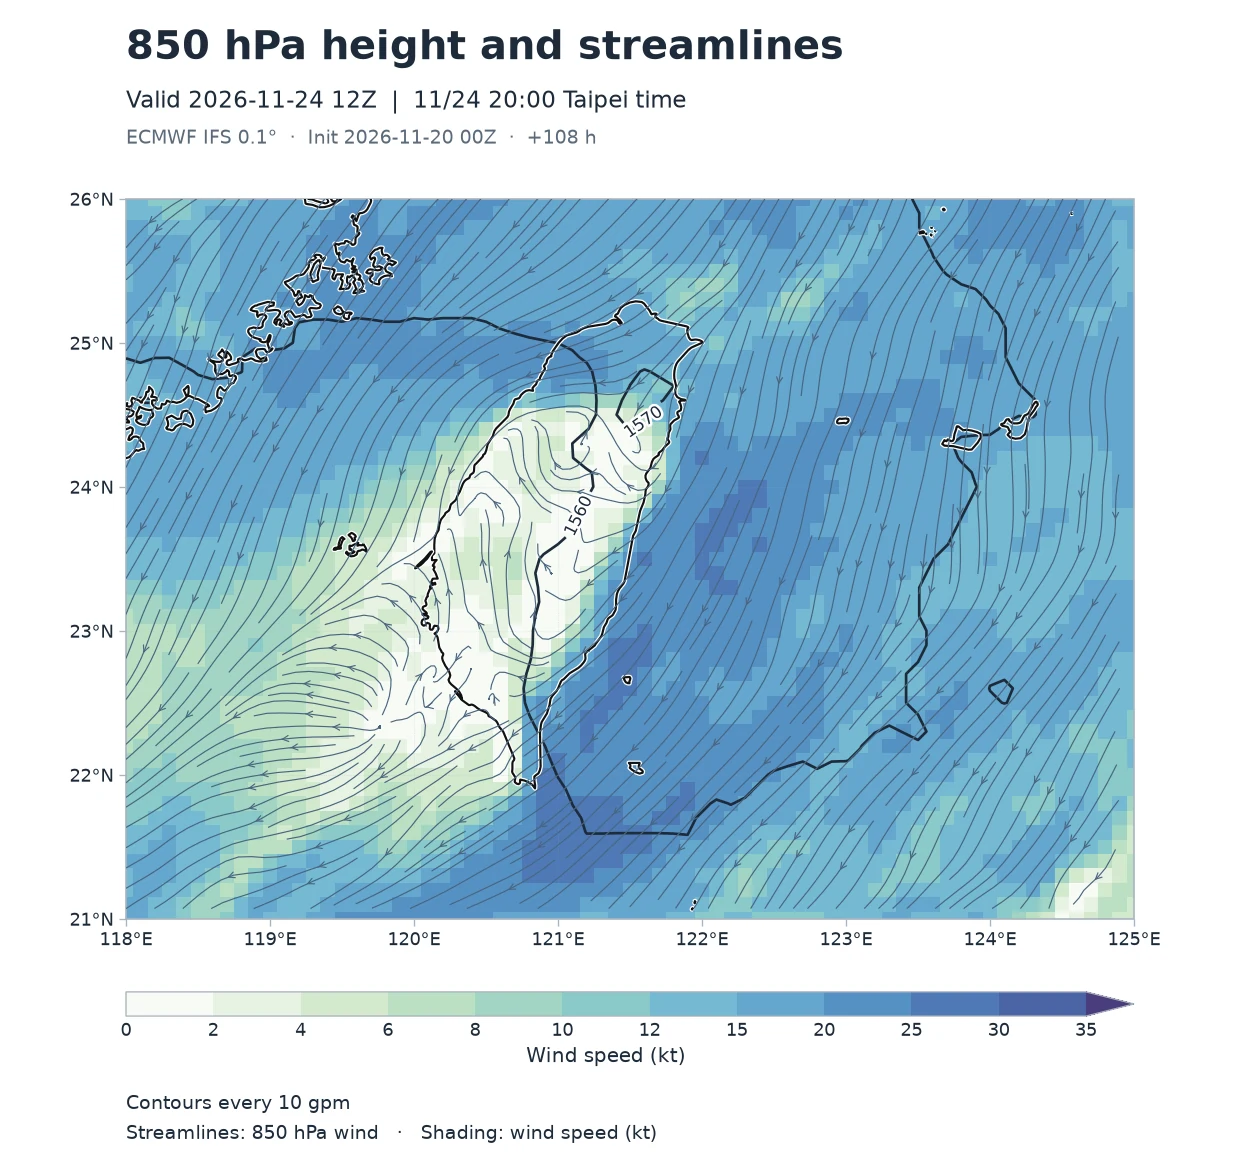 850 hPa height and streamlines
Valid 2026-11-24 12Z | 11/24 20:00 Taipei time
ECMWF IFS 0.1° · Init 2026-11-20 00Z · +108 h
26°N
25°N
1570
24°N
1560
23°N
22°N
21°N
118°E 119°E 120°E 121°E 122°E 123°E 124°E 125°E
0 2 4 6 8 10 12 15 20 25 30 35
Wind speed (kt)
Contours every 10 gpm
Streamlines: 850 hPa wind · Shading: wind speed (kt)